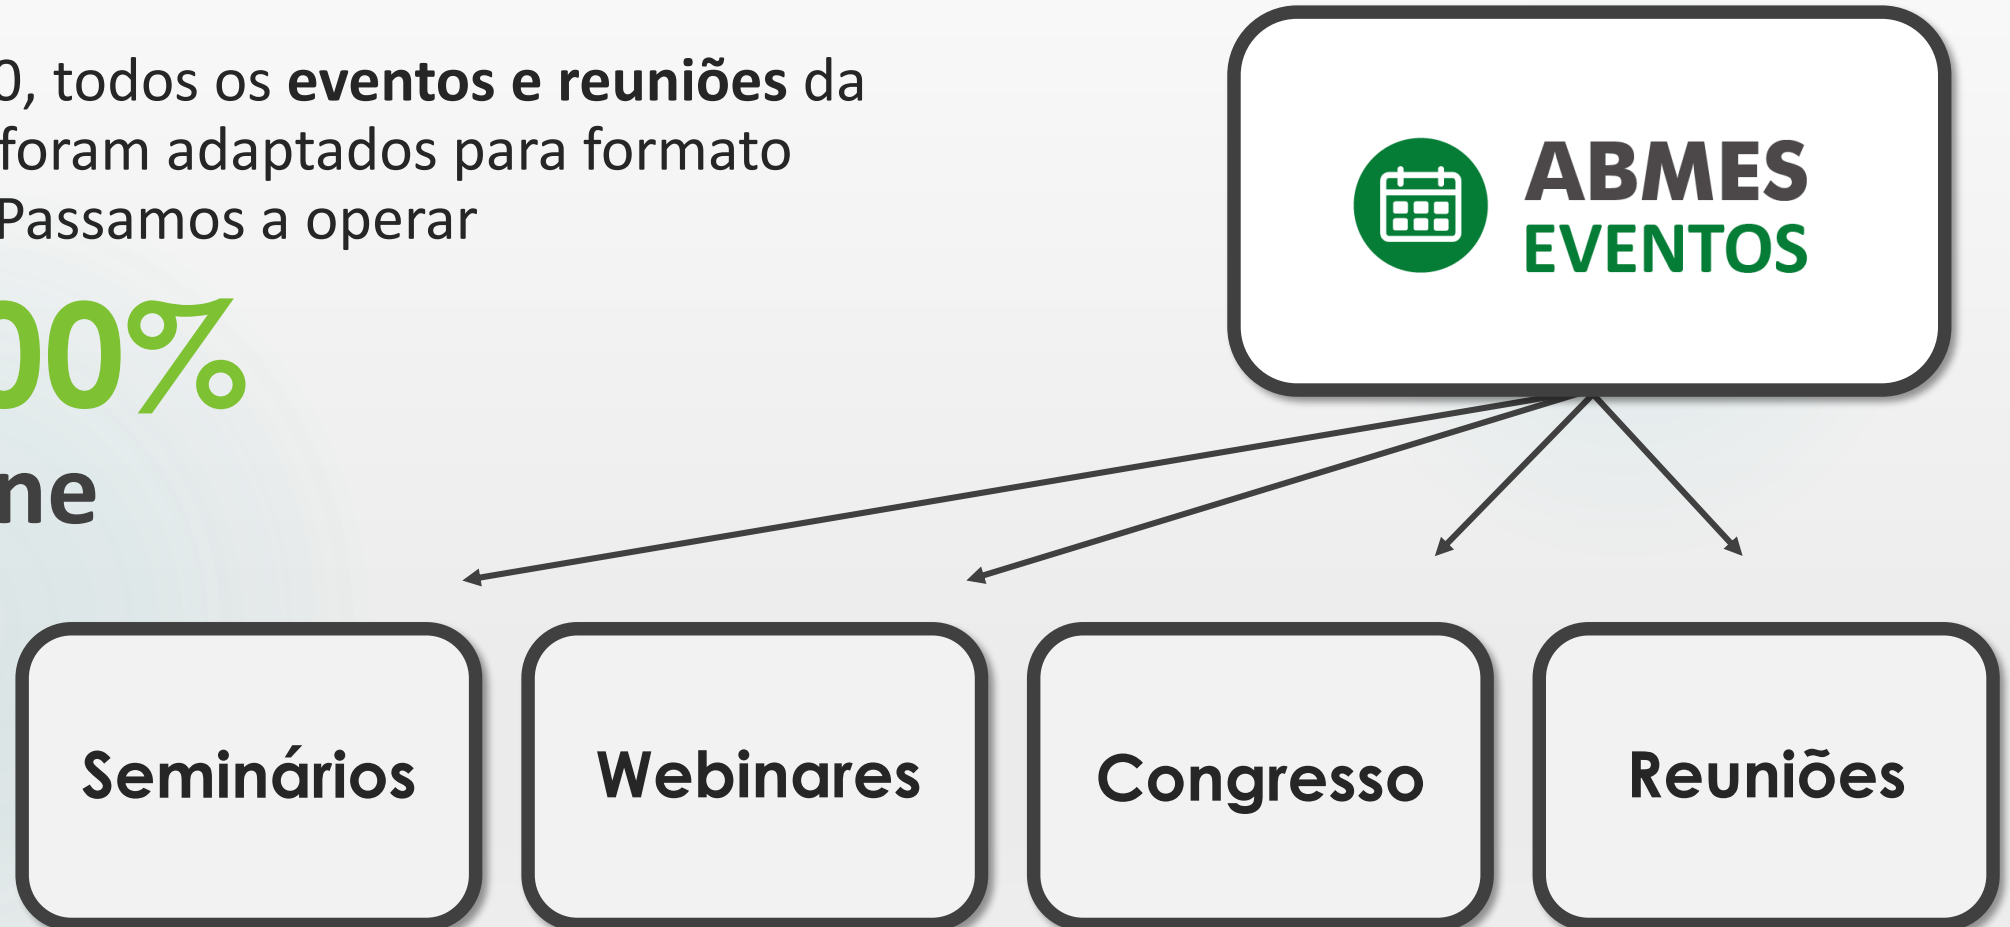 0, todos os eventos e reuniões da
foram adaptados para formato
Passamos a operar
00%
ne
ABMES
EVENTOS
Seminários
Webinares
Congresso
Reuniões